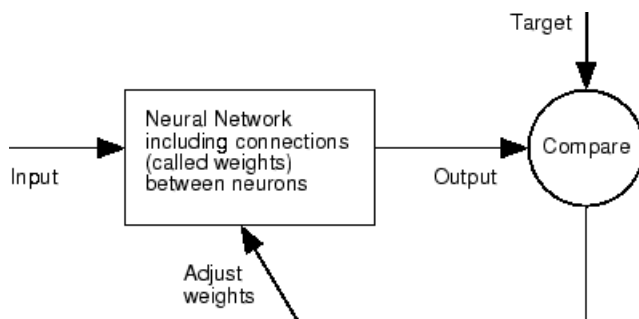 Target
Neural Network
including connections
(called weights)
between neurons
Compare
Input
Output
Adjust
weights